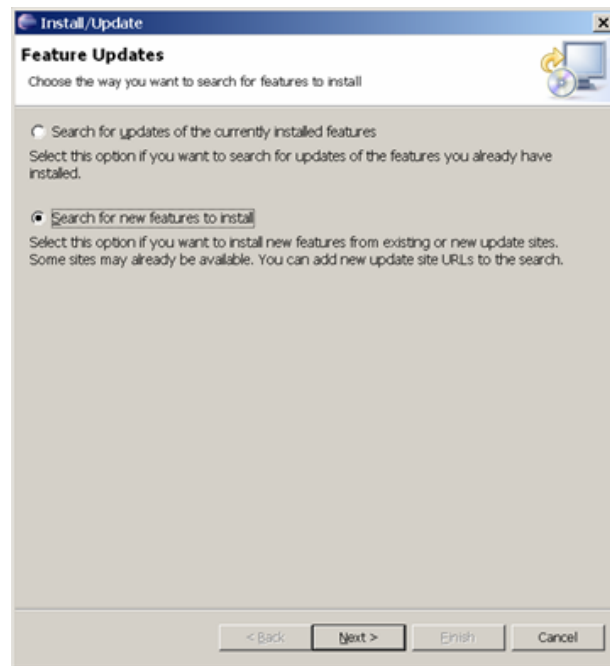 Install/Update
Feature Updates
Choose the way you want to search for features to install
Search for updates of the currently installed features
Select this option if you want to search for updates of the features you already have
installed.
Search for new features to install
Select this option if you want to install new features from existing or new update sites.
Some sites may already be available. You can add new update site URLs to the search.
< Back Next > Finish Cancel